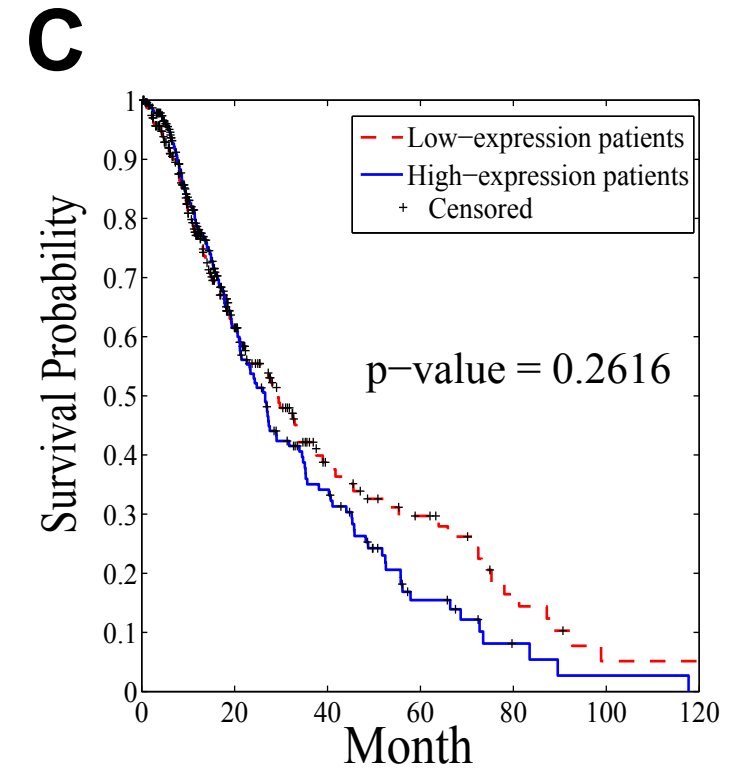 C
Survival Probability
1
0.9
0.8
0.7
0.6
0.5
0.4
0.3
0.2
0.1
0
Low−expression patients
High−expression patients
Censored
p−value = 0.2616
0 20 40 60 80 100 120
Month